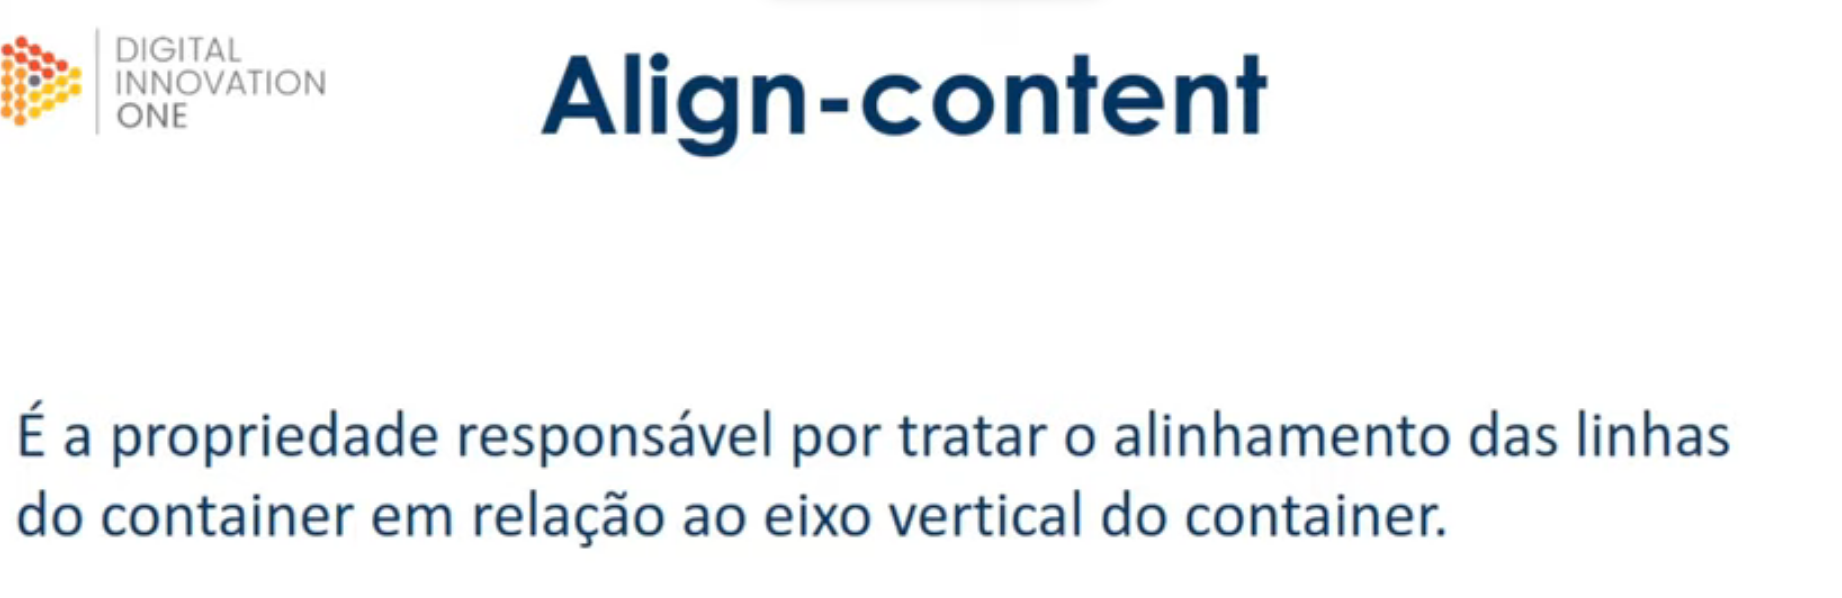 DIGITAL
INNOVATION
ONE
Align-content
É a propriedade responsável por tratar o alinhamento das linhas
do container em relação ao eixo vertical do container.